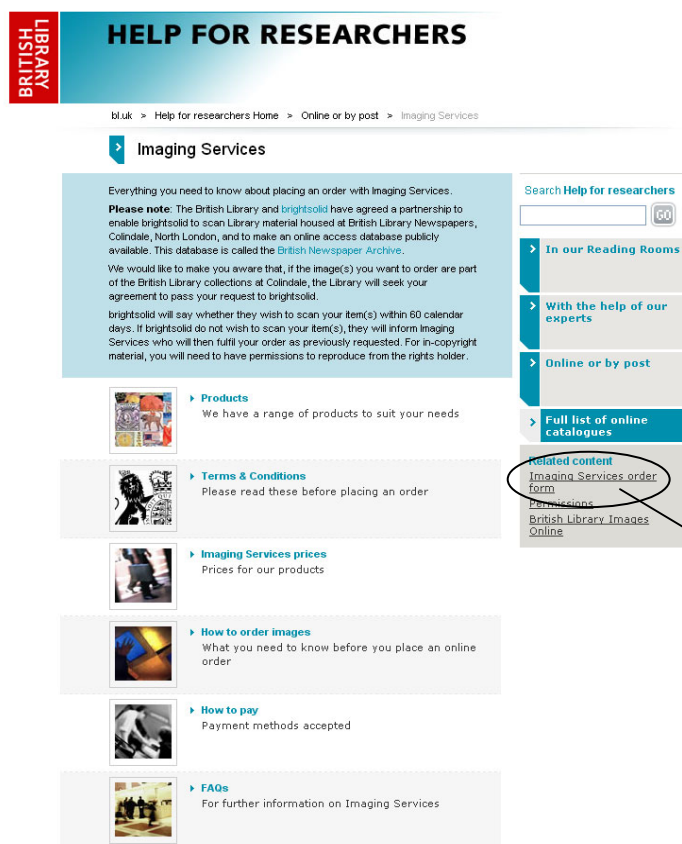 BRITISH
LIBRARY
HELP FOR RESEARCHERS
bl.uk > Help for researchers Home > Online or by post > Imaging Services
Imaging Services
Everything you need to know about placing an order with Imaging Services.
Please note: The British Library and brightsolid have agreed a partnership to
enable brightsolid to scan Library material housed at British Library Newspapers,
Colindale, North London, and to make an online access database publicly
available. This database is called the British Newspaper Archive.
We would like to make you aware that, if the image(s) you want to order are part
of the British Library collections at Colindale, the Library will seek your
agreement to pass your request to brightsolid.
brightsolid will say whether they wish to scan your item(s) within 60 calendar
days. If brightsolid do not wish to scan your item(s), they will inform Imaging
Services who will then fulfil your order as previously requested. For in-copyright
material, you will need to have permissions to reproduce from the rights holder.
Products
We have a range of products to suit your needs
Terms & Conditions
Please read these before placing an order
Imaging Services prices
Prices for our products
How to order images
What you need to know before you place an online
order
How to pay
Payment methods accepted
FAQs
For further information on Imaging Services
Search Help for researchers
GO
In our Reading Rooms
With the help of our
experts
Online or by post
Full list of online
catalogues
Related content
Imaging Services order
form
Permissions
British Library Images
Online